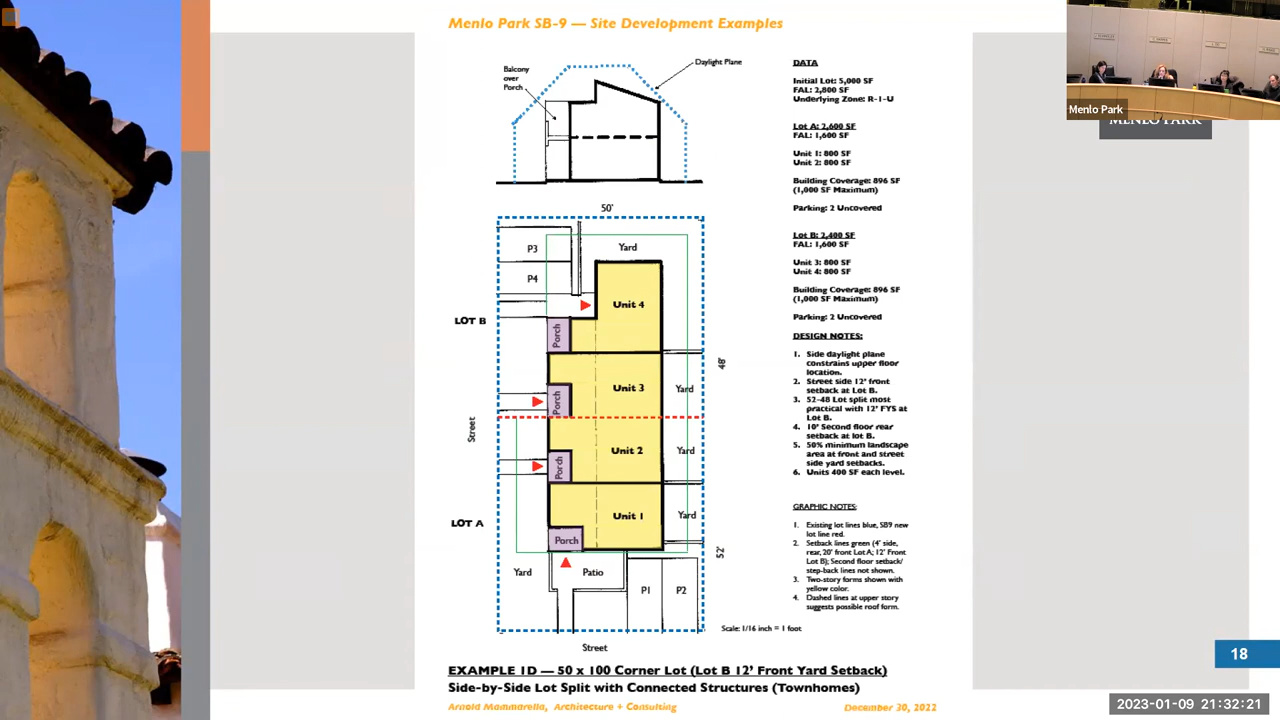 Menlo Park SB-9 — Site Development Examples
Balcony
over
Porch
Daylight Plane
50'
P3
P4
Yard
Unit 4
LOT B
Porch
Unit 3
Porch
Yard
48'
Street
Unit 2
Porch
Yard
LOT A
Unit 1
Porch
Yard
52'
Yard
Patio
P1
P2
Scale: 1/16 inch = 1 foot
Street
DATA
Initial Lot: 5,000 SF
FAL: 2,800 SF
Underlying Zone: R-1-U
Lot A: 2,600 SF
FAL: 1,600 SF
Unit 1: 800 SF
Unit 2: 800 SF
Building Coverage: 896 SF
(1,000 SF Maximum)
Parking: 2 Uncovered
Lot B: 2,400 SF
FAL: 1,600 SF
Unit 3: 800 SF
Unit 4: 800 SF
Building Coverage: 896 SF
(1,000 SF Maximum)
Parking: 2 Uncovered
DESIGN NOTES:
1. Side daylight plane
constrains upper floor
location.
2. Street side 12' front
setback at Lot B.
3. 52-48 Lot split most
practical with 12' FYS at
Lot B.
4. 10' Second floor rear
setback at lot B.
5. 50% minimum landscape
area at front and street
side yard setbacks.
6. Units 400 SF each level.
GRAPHIC NOTES:
1. Existing lot lines blue, SB9 new
lot line red.
2. Setback lines green (4' side,
rear, 20' front Lot A; 12' Front
Lot B); Second floor setback/
step-back lines not shown.
3. Two-story forms shown with
yellow color.
4. Dashed lines at upper story
suggests possible roof form.
EXAMPLE 1D — 50 x 100 Corner Lot (Lot B 12' Front Yard Setback)
Side-by-Side Lot Split with Connected Structures (Townhomes)
Arnold Mammarella, Architecture + Consulting
December 20, 2022
Menlo Park
MENLO PARK
18
2023-01-09 21:32:21